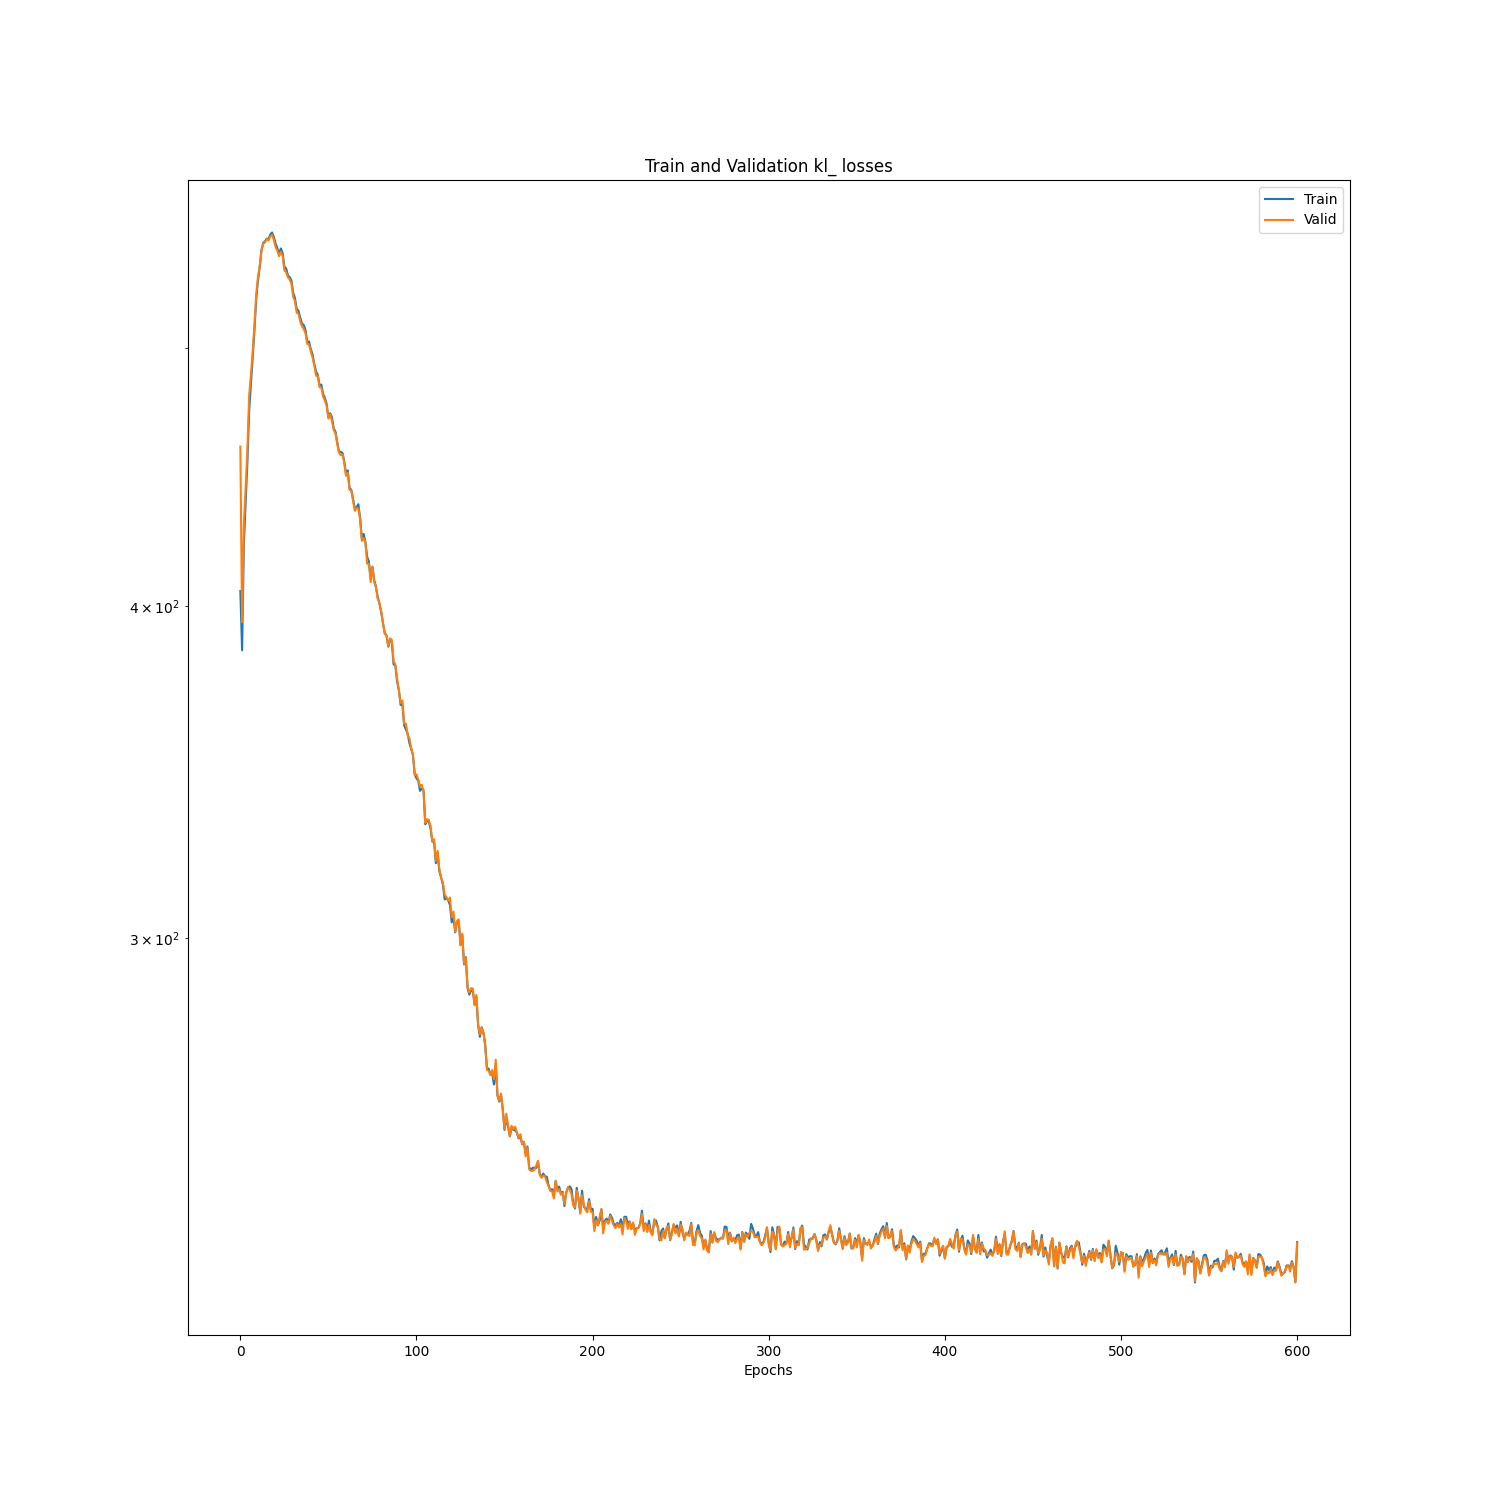 Train and Validation kl_ losses
Train
Valid
4 × 10²
3 × 10²
0 100 200 300 400 500 600
Epochs